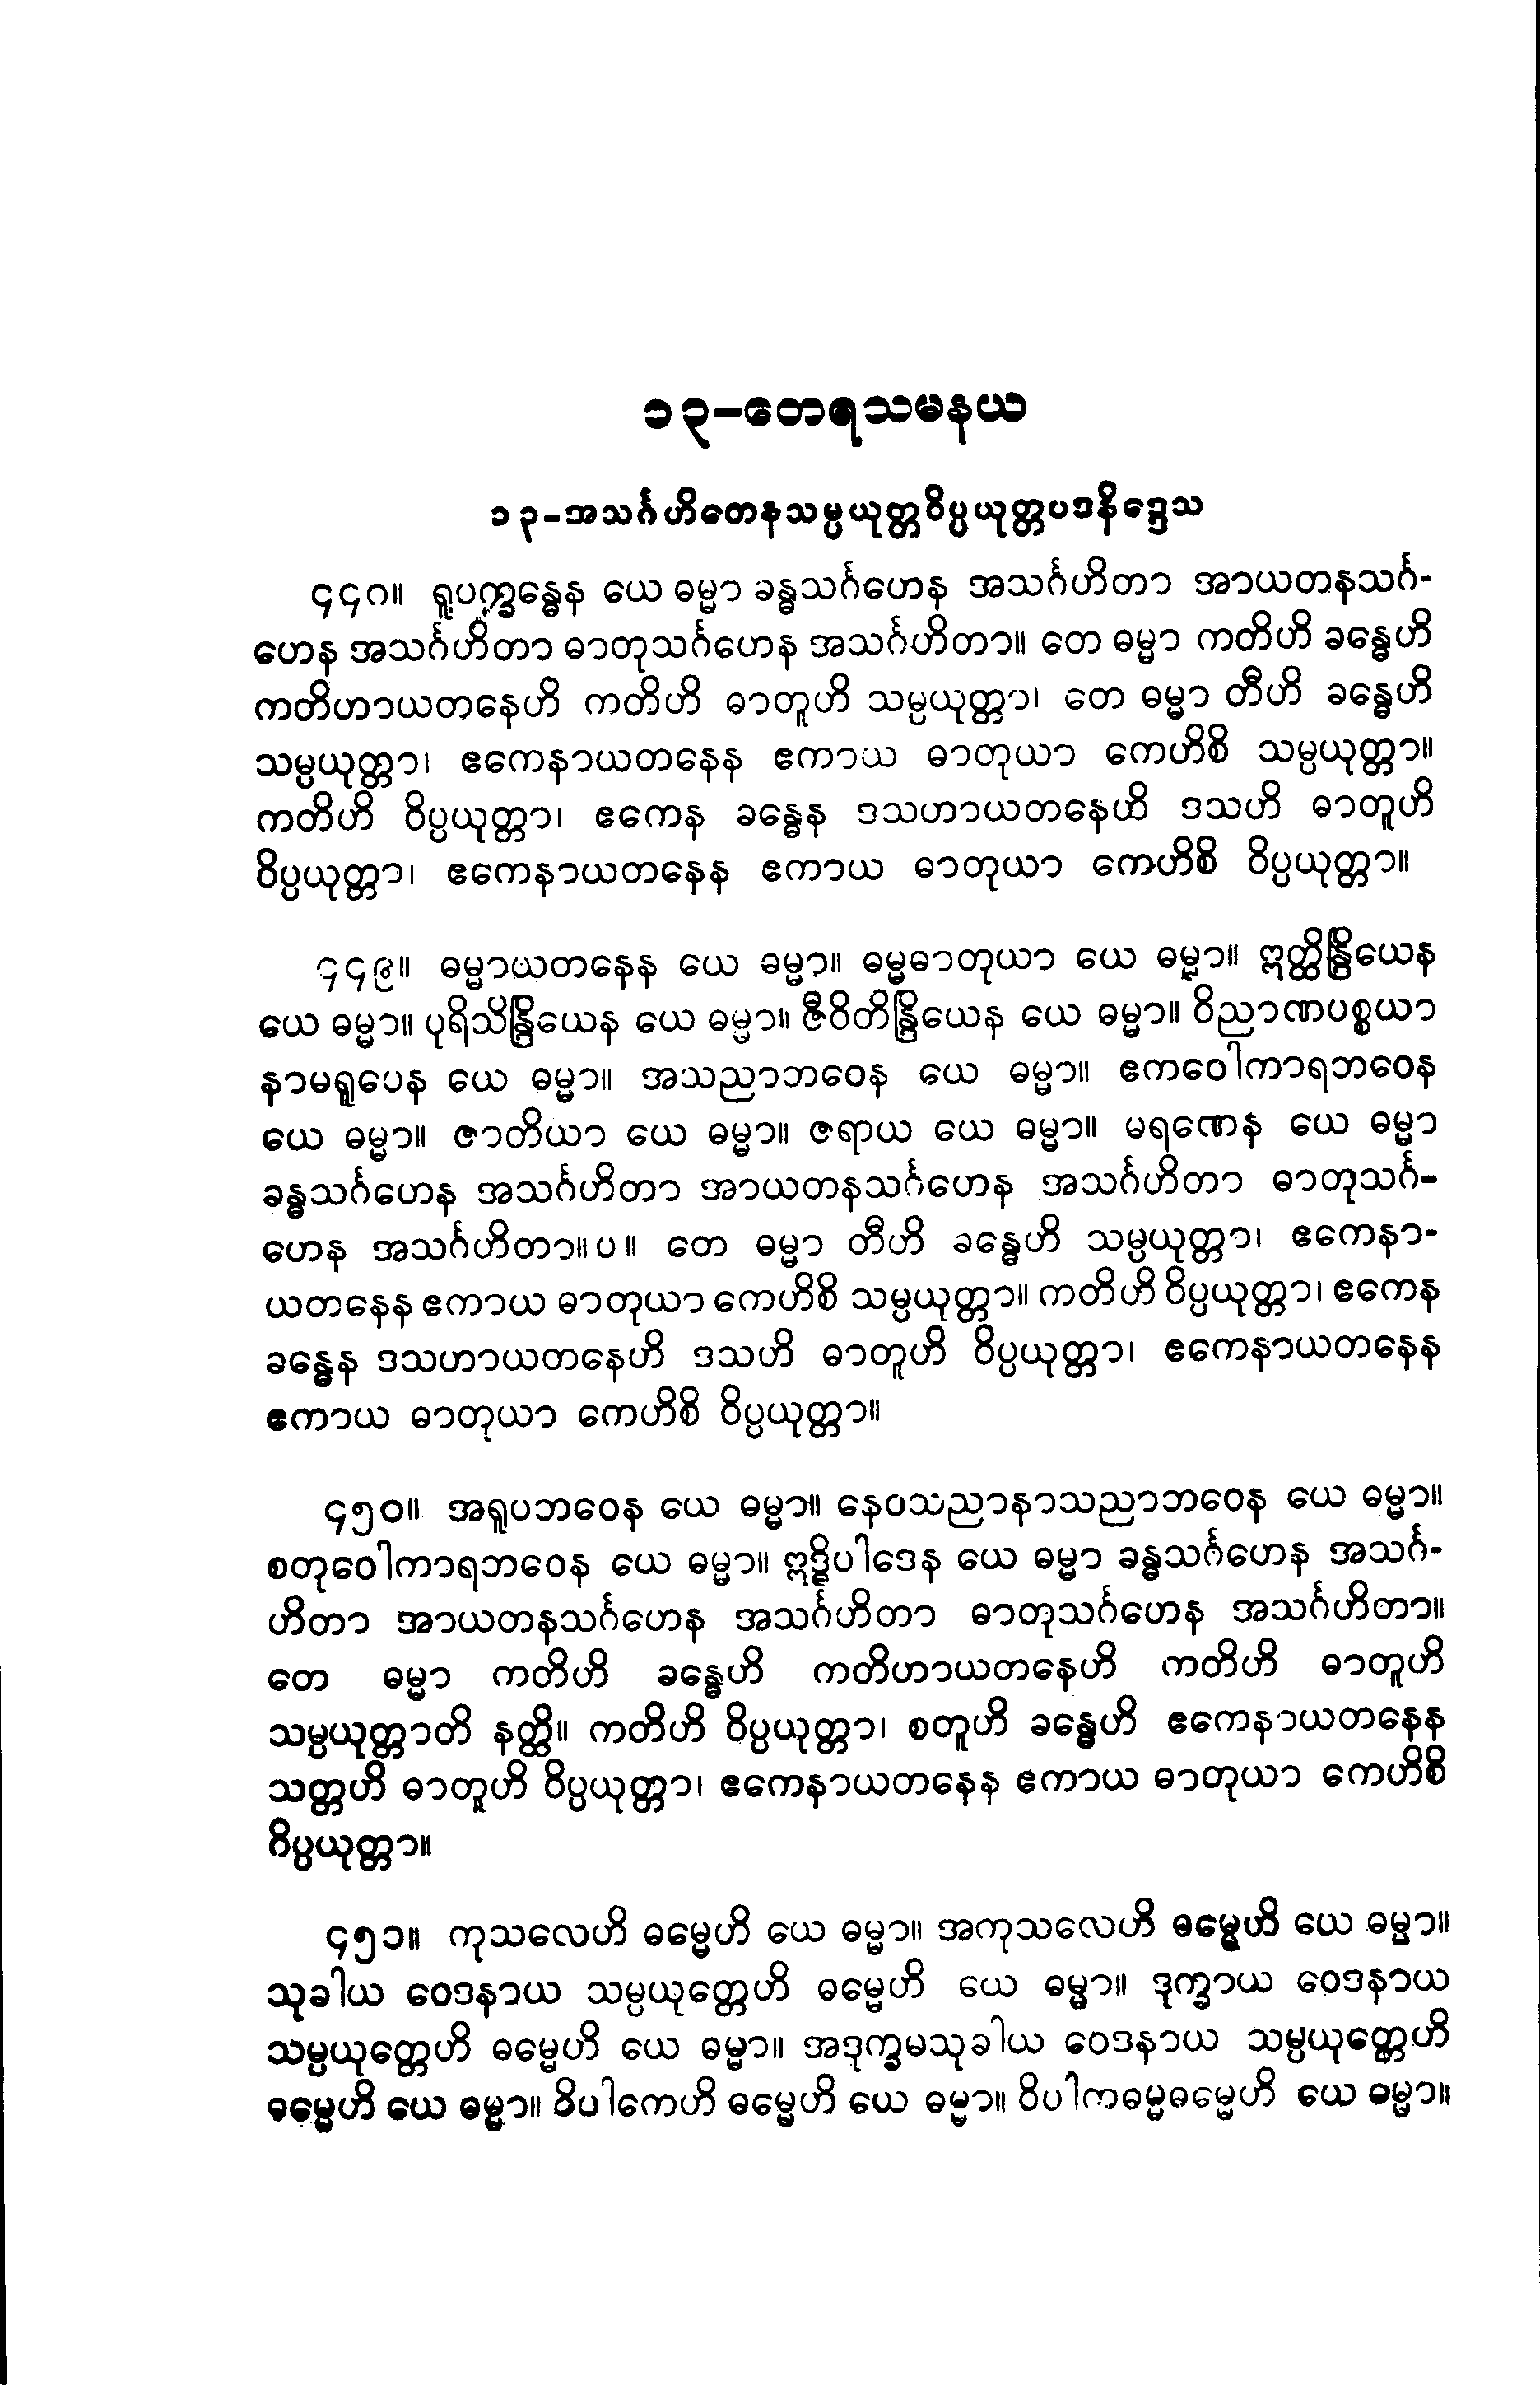 ၁၃-တေရသမနယ
၁၃-အသင်္ဂဟိတေနသမ္ပယုတ္တဝိပ္ပယုတ္တပဒနိဒ္ဒေသ
၄၄၈။ ရူပက္ခန္ဓေန ယေ ဓမ္မာ ခန္ဓသင်္ဂဟေန အသင်္ဂဟိတာ အာယတနသင်္ဂ-
ဟေန အသင်္ဂဟိတာ ဓာတုသင်္ဂဟေန အသင်္ဂဟိတာ။ တေ ဓမ္မာ ကတိဟိ ခန္ဓေဟိ
ကတိဟာယတနေဟိ ကတိဟိ ဓာတူဟိ သမ္ပယုတ္တာ၊ တေ ဓမ္မာ တီဟိ ခန္ဓေဟိ
သမ္ပယုတ္တာ၊ ဧကေနာယတနေန ဧကာယ ဓာတုယာ ကေဟိစိ သမ္ပယုတ္တာ။
ကတိဟိ ဝိပ္ပယုတ္တာ၊ ဧကေန ခန္ဓေန ဒသဟာယတနေဟိ ဒသဟိ ဓာတူဟိ
ဝိပ္ပယုတ္တာ၊ ဧကေနာယတနေန ဧကာယ ဓာတုယာ ကေဟိစိ ဝိပ္ပယုတ္တာ။
၄၄၉။ ဓမ္မာယတနေန ယေ ဓမ္မာ။ ဓမ္မဓာတုယာ ယေ ဓမ္မာ။ ဣတ္ထိန္ဒြိယေန
ယေ ဓမ္မာ။ ပုရိသိန္ဒြိယေန ယေ ဓမ္မာ။ ဇီဝိတိန္ဒြိယေန ယေ ဓမ္မာ။ ဝိညာဏပစ္စယာ
နာမရူပေန ယေ ဓမ္မာ။ အသညာဘဝေန ယေ ဓမ္မာ။ ဧကဝေါကာရဘဝေန
ယေ ဓမ္မာ။ ဇာတိယာ ယေ ဓမ္မာ။ ဇရာယ ယေ ဓမ္မာ။ မရဏေန ယေ ဓမ္မာ
ခန္ဓသင်္ဂဟေန အသင်္ဂဟိတာ အာယတနသင်္ဂဟေန အသင်္ဂဟိတာ ဓာတုသင်္ဂ-
ဟေန အသင်္ဂဟိတာ။ပ။ တေ ဓမ္မာ တီဟိ ခန္ဓေဟိ သမ္ပယုတ္တာ၊ ဧကေနာ-
ယတနေန ဧကာယ ဓာတုယာ ကေဟိစိ သမ္ပယုတ္တာ။ ကတိဟိ ဝိပ္ပယုတ္တာ၊ ဧကေန
ခန္ဓေန ဒသဟာယတနေဟိ ဒသဟိ ဓာတူဟိ ဝိပ္ပယုတ္တာ၊ ဧကေနာယတနေန
ဧကာယ ဓာတုယာ ကေဟိစိ ဝိပ္ပယုတ္တာ။
၄၅၀။ အရူပဘဝေန ယေ ဓမ္မာ။ နေဝသညာနာသညာဘဝေန ယေ ဓမ္မာ။
စတုဝေါကာရဘဝေန ယေ ဓမ္မာ။ ဣဒ္ဓိပါဒေန ယေ ဓမ္မာ ခန္ဓသင်္ဂဟေန အသင်္ဂ-
ဟိတာ အာယတနသင်္ဂဟေန အသင်္ဂဟိတာ ဓာတုသင်္ဂဟေန အသင်္ဂဟိတာ။
တေ ဓမ္မာ ကတိဟိ ခန္ဓေဟိ ကတိဟာယတနေဟိ ကတိဟိ ဓာတူဟိ
သမ္ပယုတ္တာတိ နတ္ထိ။ ကတိဟိ ဝိပ္ပယုတ္တာ၊ စတူဟိ ခန္ဓေဟိ ဧကေနာယတနေန
သတ္တဟိ ဓာတူဟိ ဝိပ္ပယုတ္တာ၊ ဧကေနာယတနေန ဧကာယ ဓာတုယာ ကေဟိစိ
ဝိပ္ပယုတ္တာ။
၄၅၁။ ကုသလေဟိ ဓမ္မေဟိ ယေ ဓမ္မာ။ အကုသလေဟိ ဓမ္မေဟိ ယေ ဓမ္မာ။
သုခါယ ဝေဒနာယ သမ္ပယုတ္တေဟိ ဓမ္မေဟိ ယေ ဓမ္မာ။ ဒုက္ခာယ ဝေဒနာယ
သမ္ပယုတ္တေဟိ ဓမ္မေဟိ ယေ ဓမ္မာ။ အဒုက္ခမသုခါယ ဝေဒနာယ သမ္ပယုတ္တေဟိ
ဓမ္မေဟိ ယေ ဓမ္မာ။ ဝိပါကေဟိ ဓမ္မေဟိ ယေ ဓမ္မာ။ ဝိပါကဓမ္မဓမ္မေဟိ ယေ ဓမ္မာ။